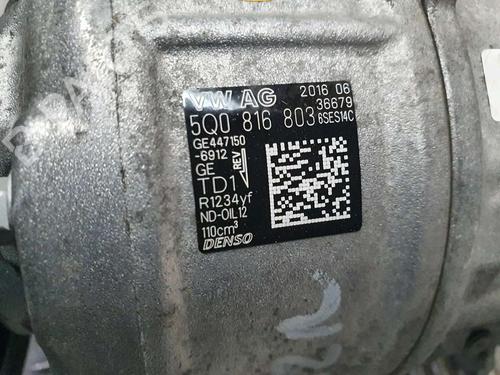 VW AG 2016 06
36679
5Q0 816 803 6SES14C
GE447150
-6912
GE
REV
TD1
R1234yf
ND-OIL12
110cm³
DENSO